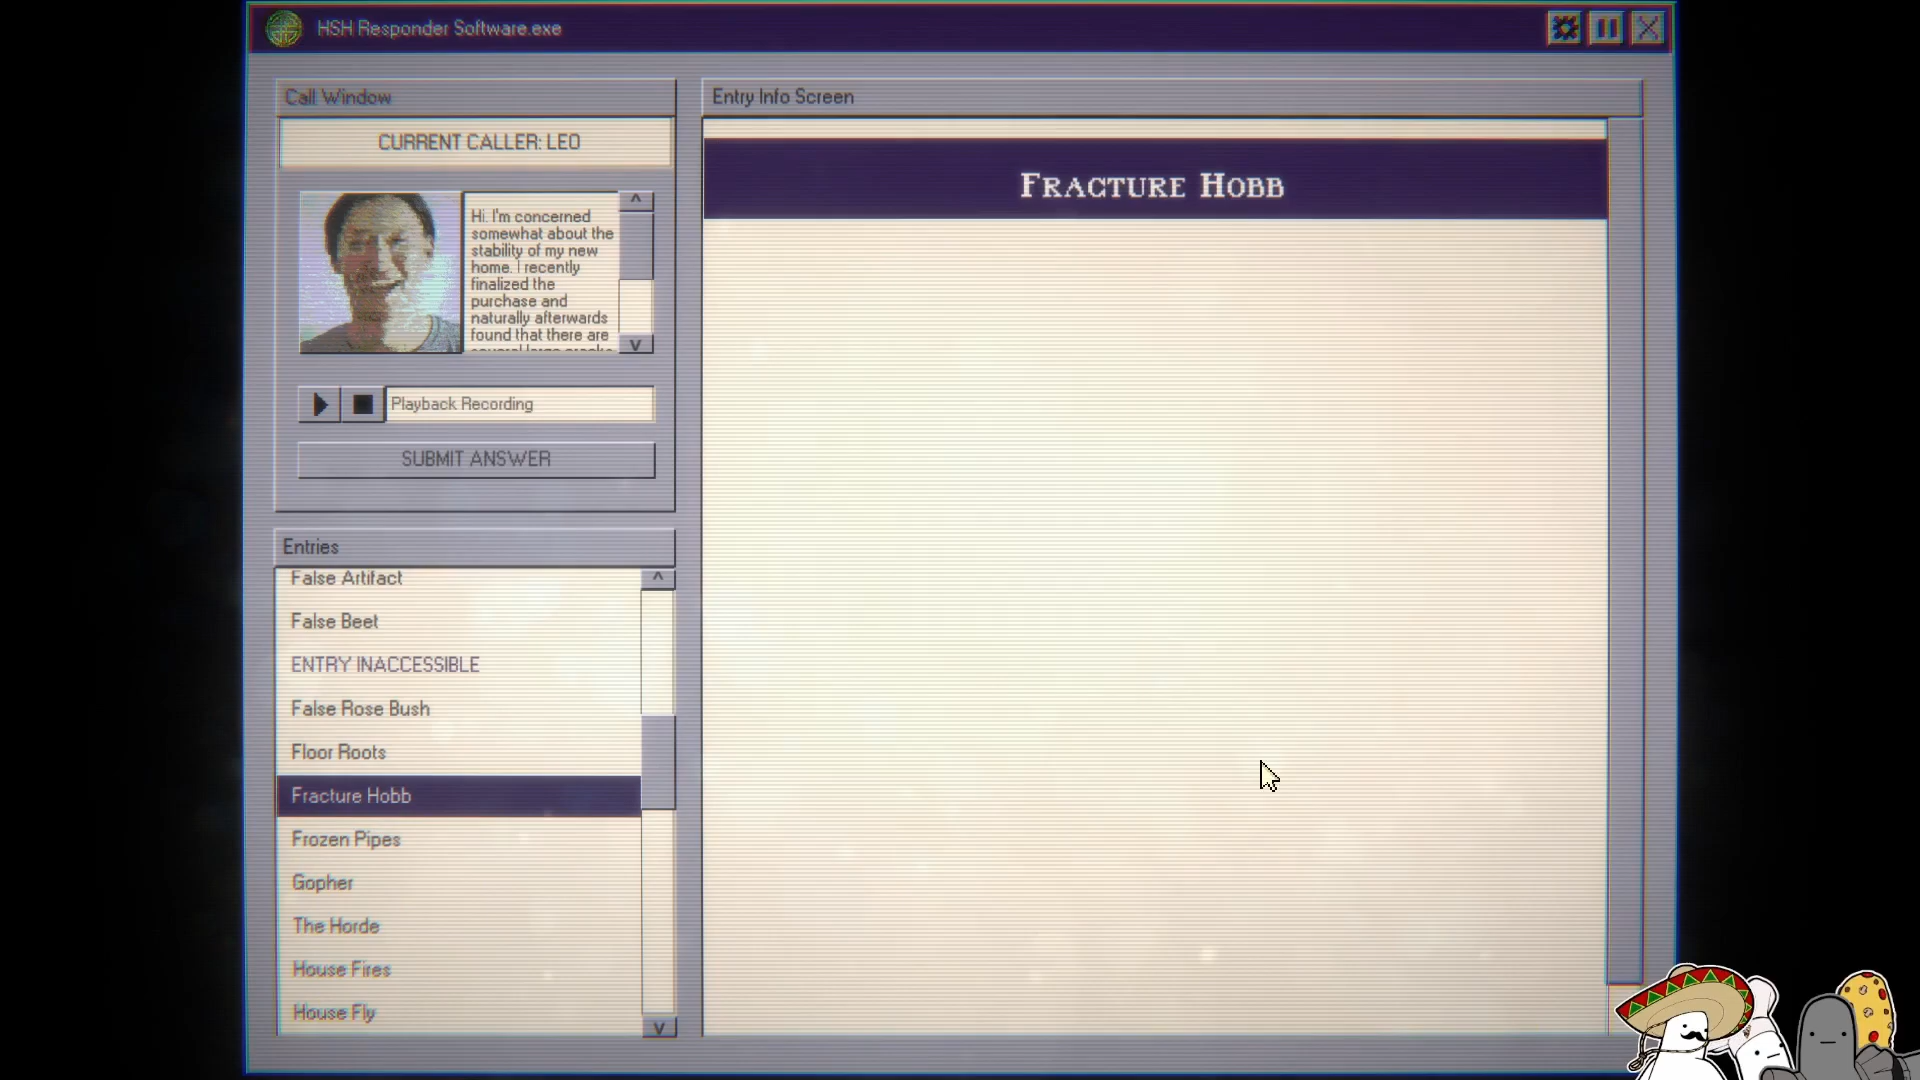 HSH Responder Software.exe
Call Window
CURRENT CALLER: LEO
Hi. I'm concerned
somewhat about the
stability of my new
home. I recently
finalized the
purchase and
naturally afterwards
found that there are
several large cracks
Playback Recording
SUBMIT ANSWER
Entries
False Artifact
False Beet
ENTRY INACCESSIBLE
False Rose Bush
Floor Roots
Fracture Hobb
Frozen Pipes
Gopher
The Horde
House Fires
House Fly
Entry Info Screen
Fracture Hobb